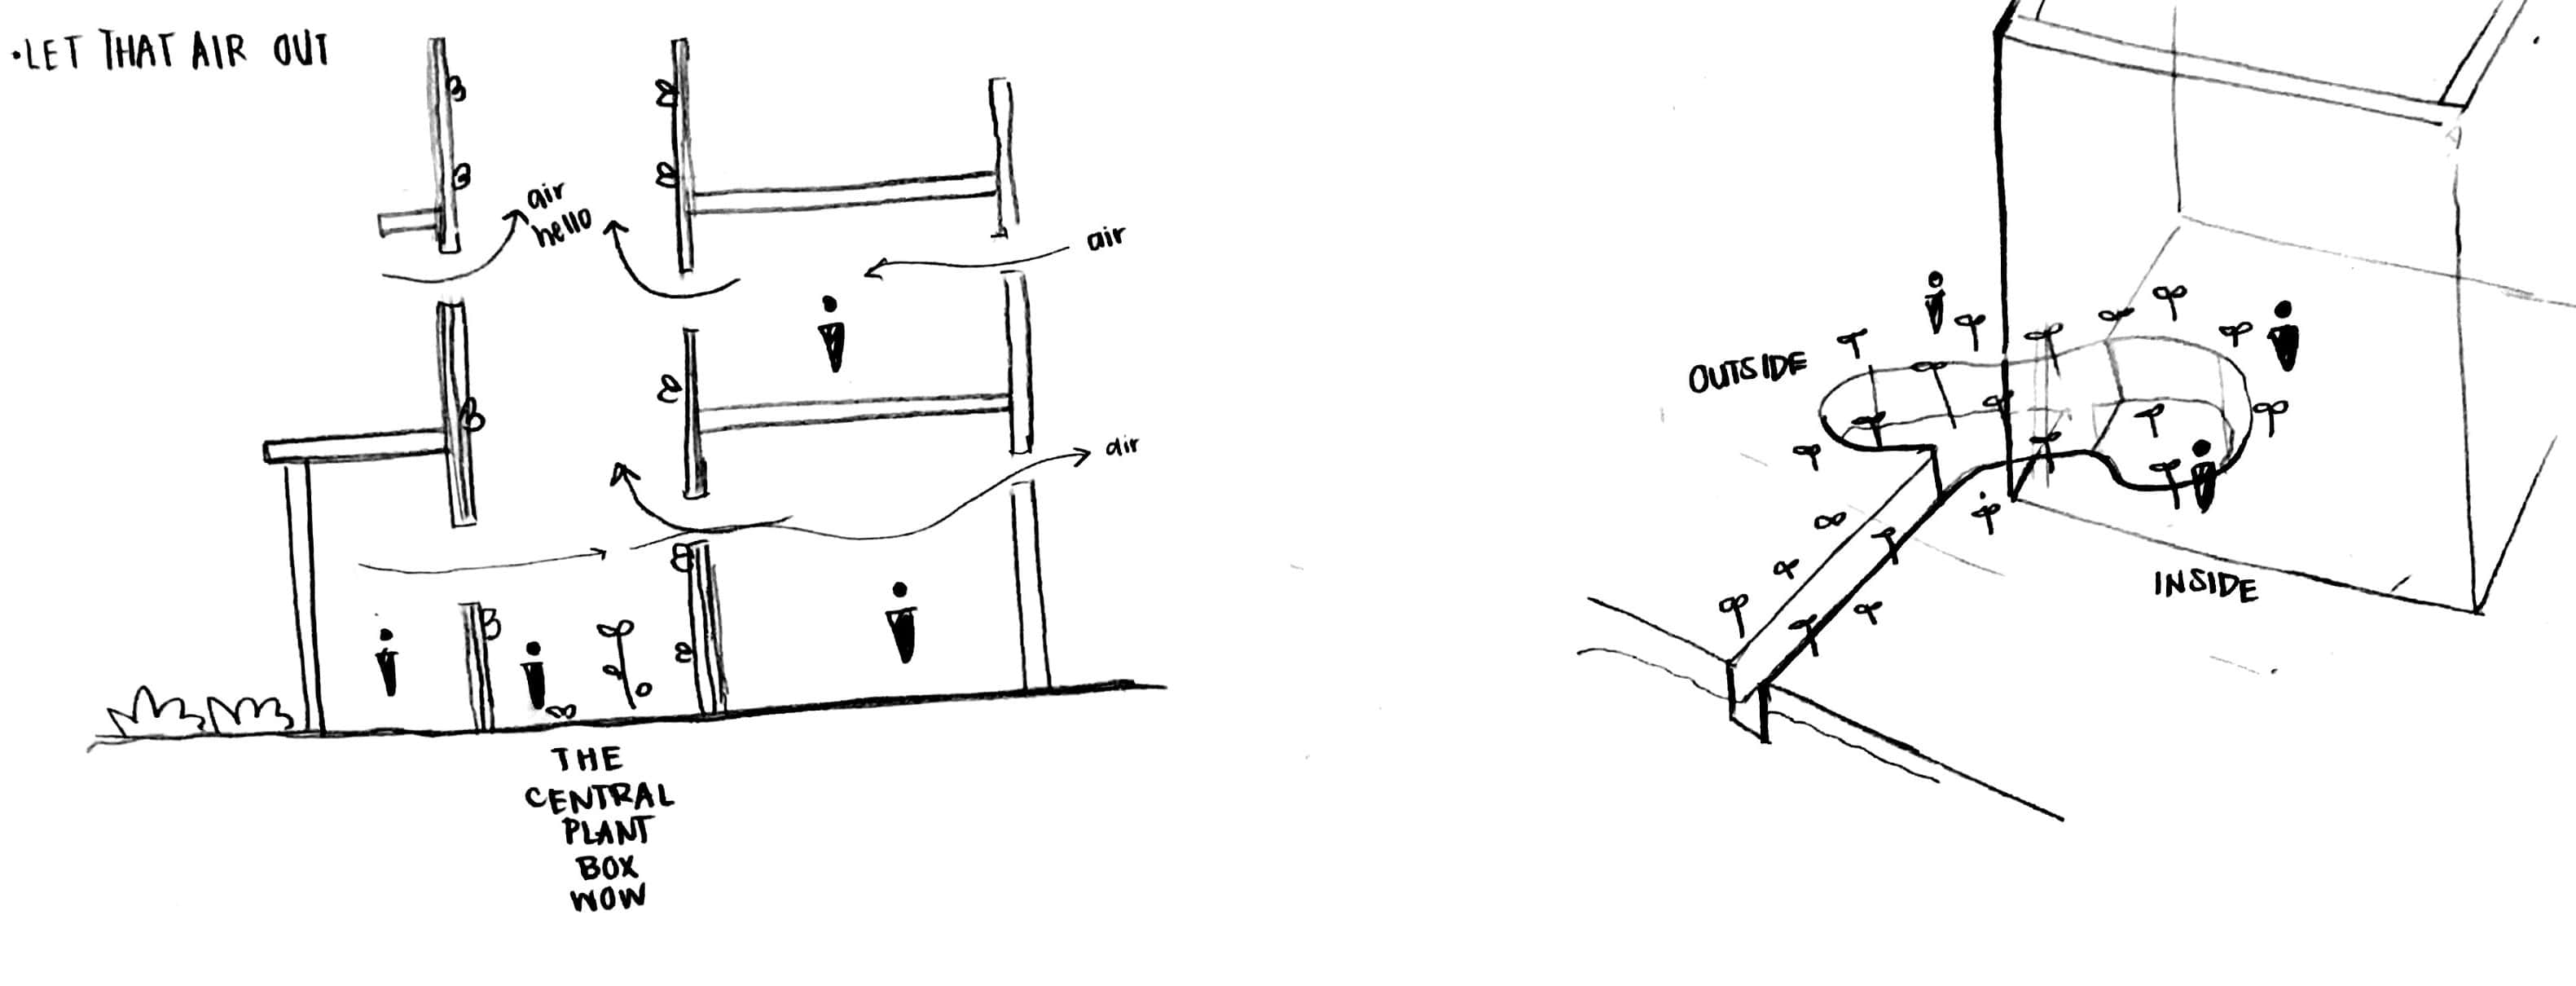 •LET THAT AIR OUT
air
hello
air
air
THE
CENTRAL
PLANT
BOX
WOW
OUTSIDE
INSIDE